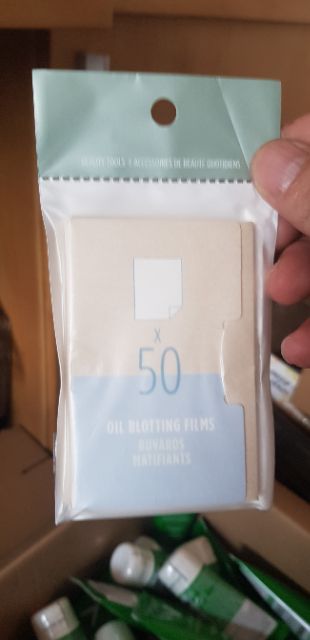 BEAUTY TOOLS • ACCESSOIRES DE BEAUTÉ QUOTIDIENS
X
50
OIL BLOTTING FILMS
BUVARDS
MATIFIANTS